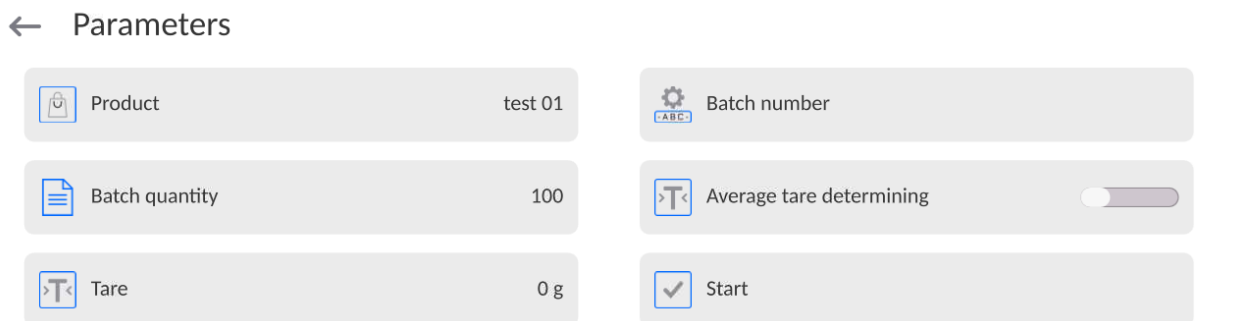 Parameters
Product test 01
Batch number
-ABC-
Batch quantity 100
>T< Average tare determining
>T< Tare 0 g
Start